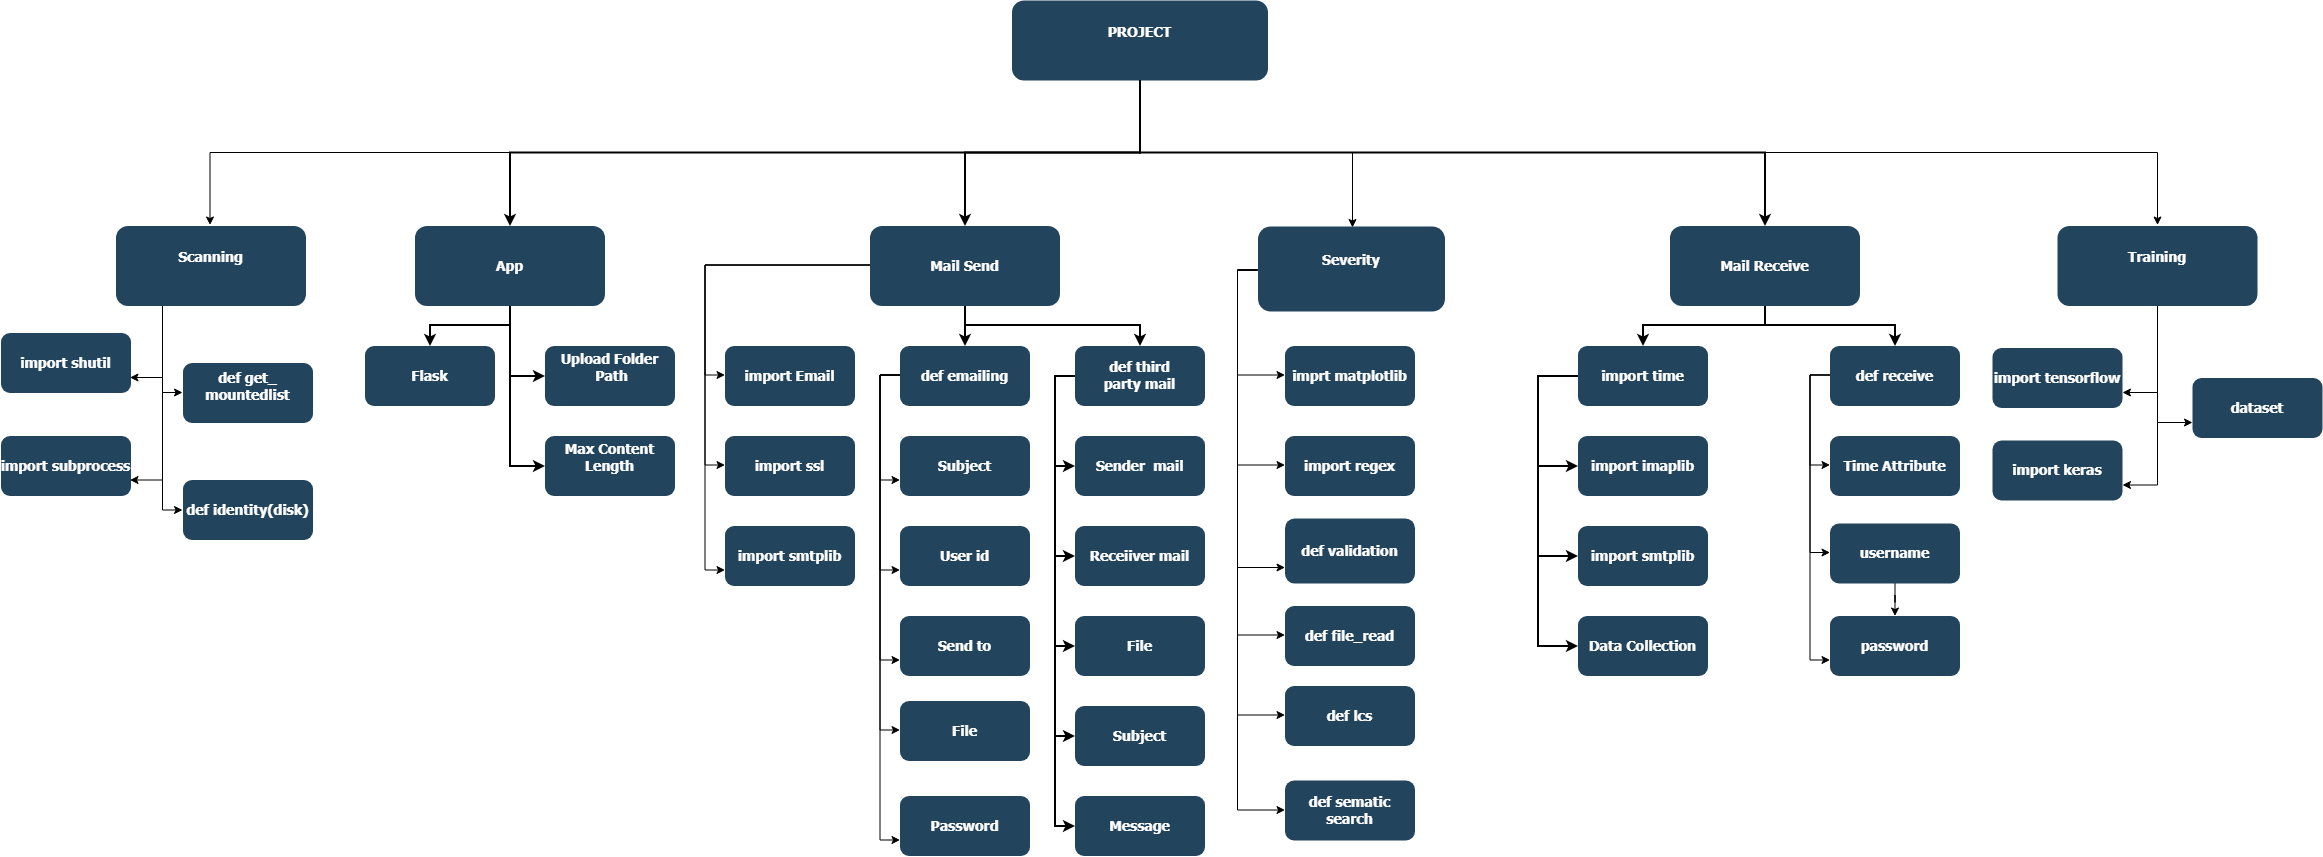 PROJECT
Scanning
App
Mail Send
Severity
Mail Receive
Training
import shutil
def get_
mountedlist
import subprocess
def identity(disk)
Flask
Upload Folder
Path
Max Content
Length
import Email
import ssl
import smtplib
def emailing
Subject
User id
Send to
File
Password
def third
party mail
Sender  mail
Receiiver mail
File
Subject
Message
imprt matplotlib
import regex
def validation
def file_read
def lcs
def sematic
search
import time
import imaplib
import smtplib
Data Collection
def receive
Time Attribute
username
password
import tensorflow
dataset
import keras